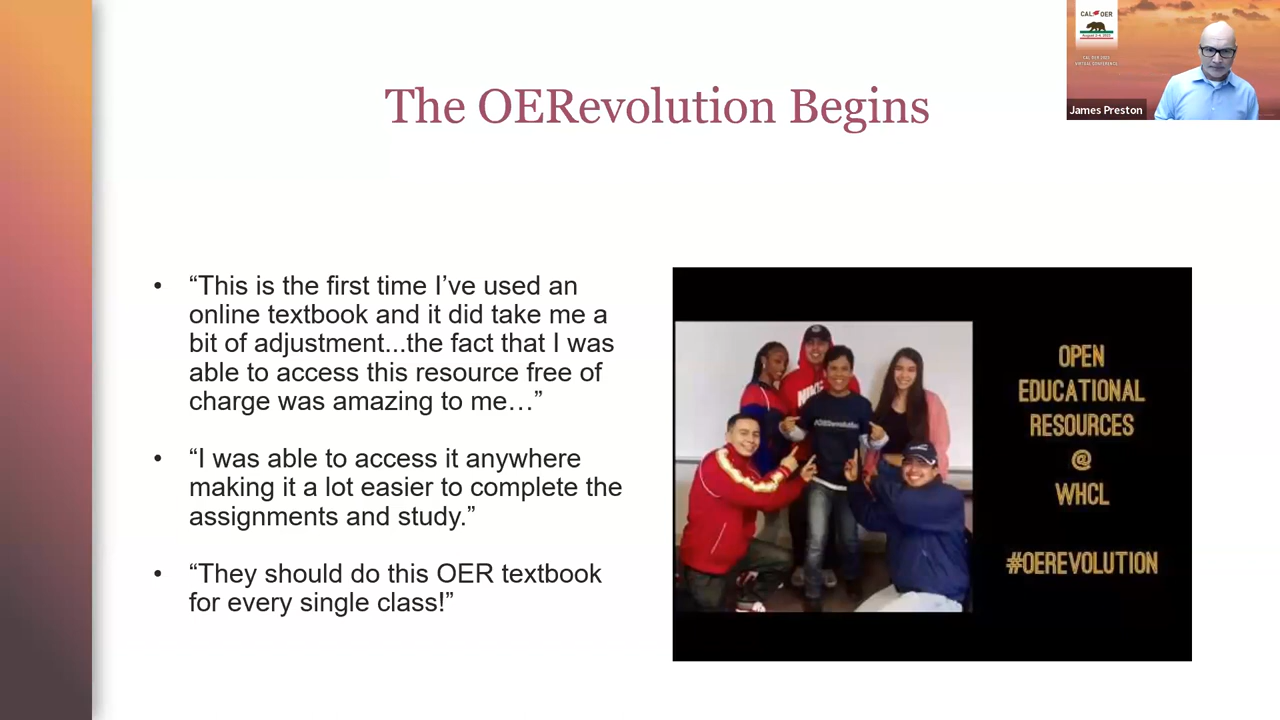 The OERevolution Begins
CAL OER
James Preston
• “This is the first time I’ve used an
online textbook and it did take me a
bit of adjustment...the fact that I was
able to access this resource free of
charge was amazing to me…”
• “I was able to access it anywhere
making it a lot easier to complete the
assignments and study.”
• “They should do this OER textbook
for every single class!”
#OERevolution
OPEN
EDUCATIONAL
RESOURCES
@
WHCL
#OEREVOLUTION